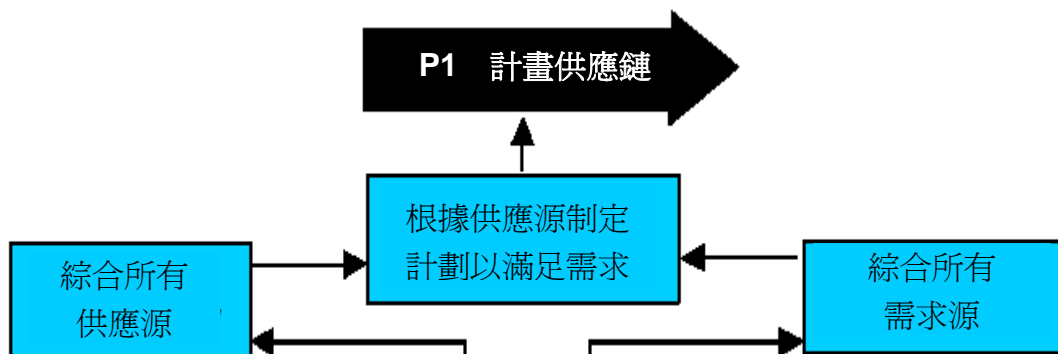 P1 計畫供應鏈
根據供應源制定
計劃以滿足需求
綜合所有
供應源
綜合所有
需求源